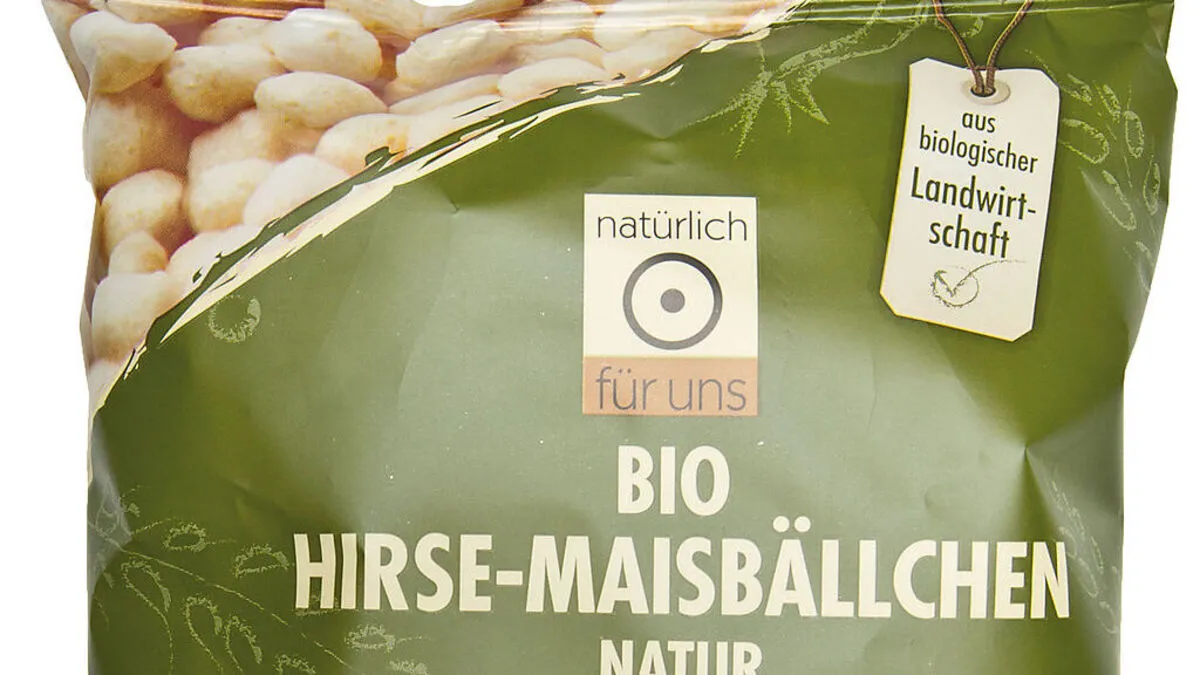 aus
biologischer
Landwirt-
schaft
natürlich
für uns
BIO
HIRSE-MAISBÄLLCHEN
NATUR